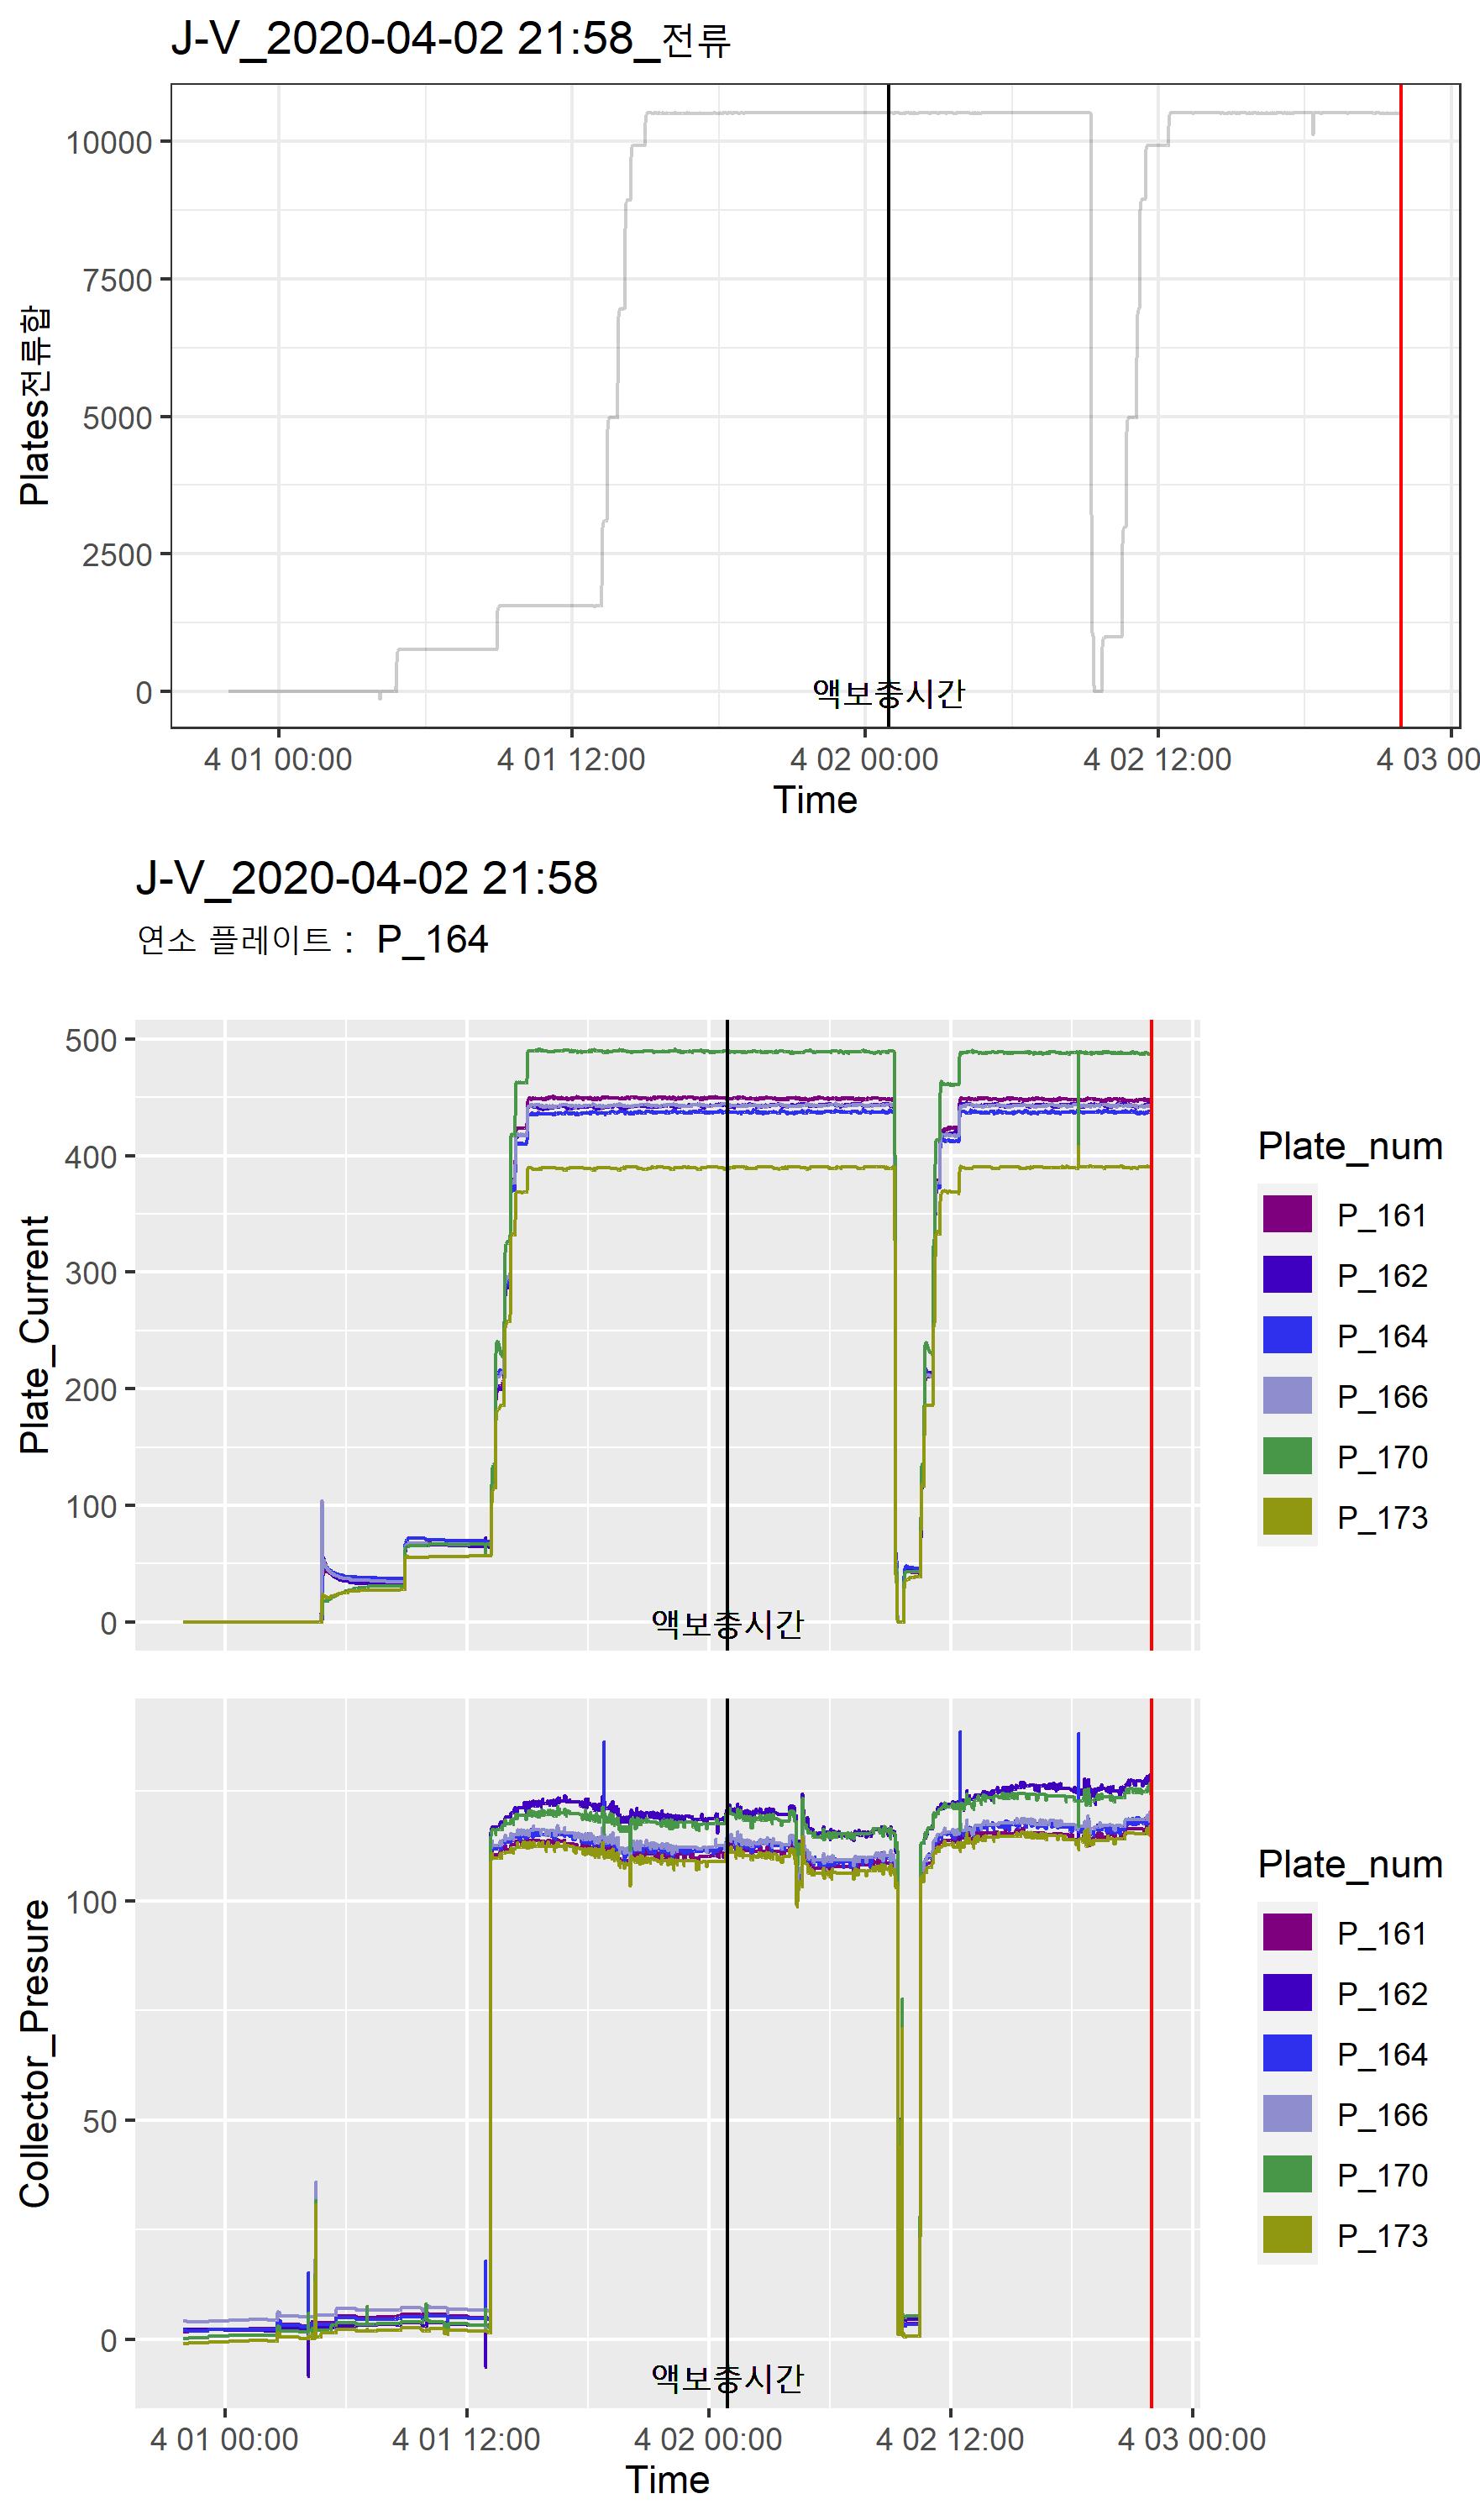 J-V_2020-04-02 21:58_전류
Plates전류합
10000
7500
5000
2500
0
액보증시간
4 01 00:00
4 01 12:00
4 02 00:00
4 02 12:00
4 03 00
Time
J-V_2020-04-02 21:58
연소 플레이트 : P_164
Plate_Current
500
400
300
200
100
0
액보증시간
Plate_num
P_161
P_162
P_164
P_166
P_170
P_173
Collector_Presure
100
50
0
액보증시간
4 01 00:00
4 01 12:00
4 02 00:00
4 02 12:00
4 03 00:00
Time
Plate_num
P_161
P_162
P_164
P_166
P_170
P_173